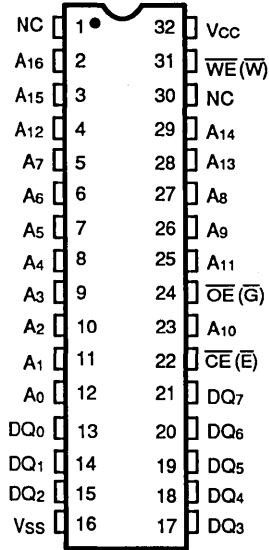 NC 1 32 Vcc
A16 2 31 W̅E̅ (W̅)
A15 3 30 NC
A12 4 29 A14
A7 5 28 A13
A6 6 27 A8
A5 7 26 A9
A4 8 25 A11
A3 9 24 O̅E̅ (G̅)
A2 10 23 A10
A1 11 22 C̅E̅ (E̅)
A0 12 21 DQ7
DQ0 13 20 DQ6
DQ1 14 19 DQ5
DQ2 15 18 DQ4
Vss 16 17 DQ3